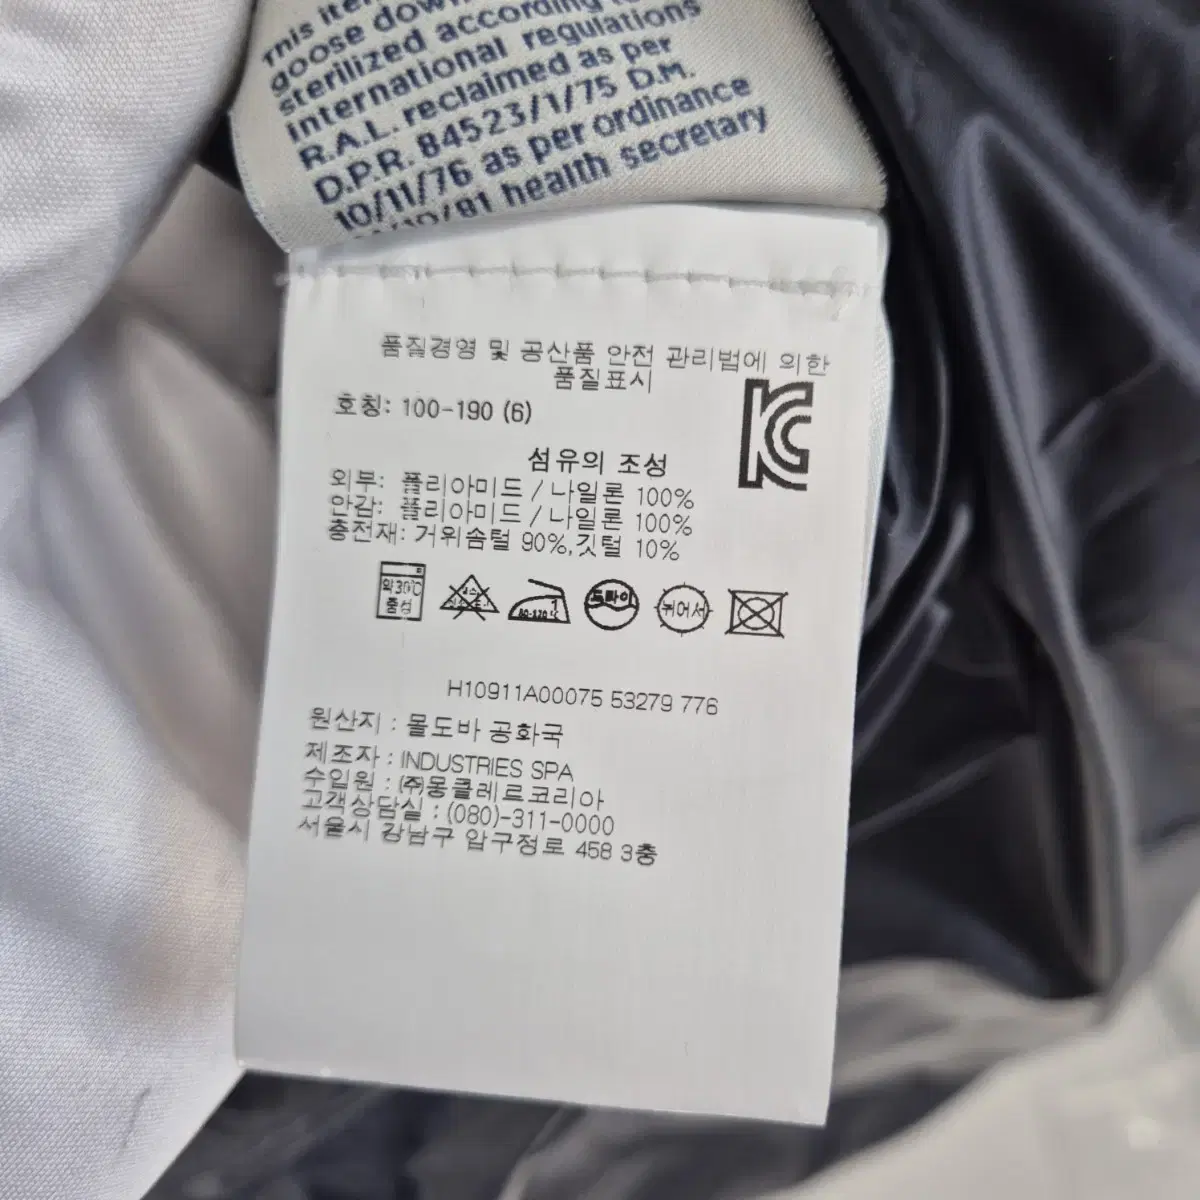 This item
goose down
sterilized according to
international regulations
R.A.L. reclaimed as per
D.P.R. 84523/1/75 D.M.
10/11/76 as per ordinance
/10/81 health secretary
품질경영 및 공산품 안전 관리법에 의한
품질표시
호칭: 100-190 (6)
섬유의 조성
외부: 폴리아미드 / 나일론 100%
안감: 폴리아미드 / 나일론 100%
충전재: 거위솜털 90%,깃털 10%
약30℃
중성
드라이
뉘어서
H10911A00075 53279 776
원산지 : 몰도바 공화국
제조자 : INDUSTRIES SPA
수입원 : ㈜몽클레르코리아
고객상담실 : (080)-311-0000
서울시 강남구 압구정로 458 3층